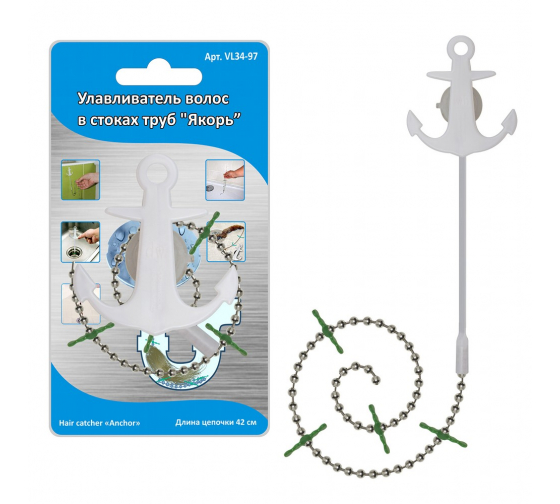 Арт. VL34-97
Улавливатель волос
в стоках труб "Якорь”
Hair catcher «Anchor»
Длина цепочки 42 см